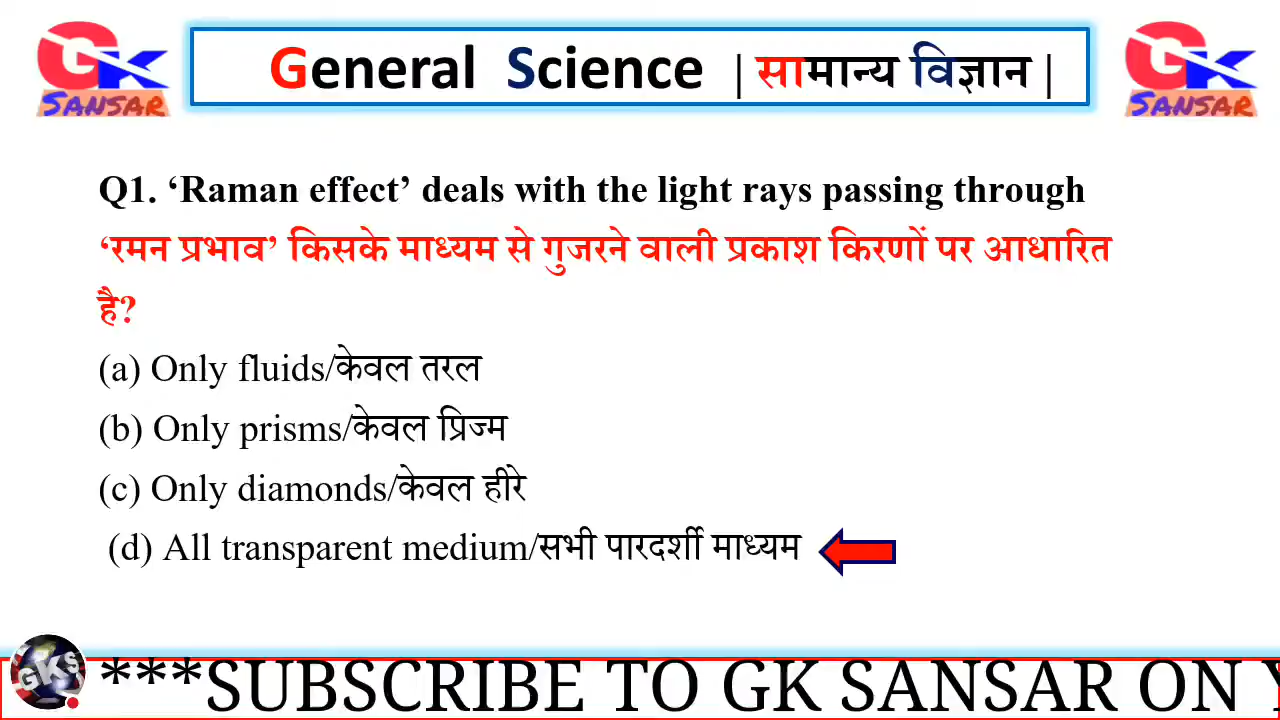 GK SANSAR
General Science | सामान्य विज्ञान |
GK SANSAR
Q1. ‘Raman effect’ deals with the light rays passing through
‘रमन प्रभाव’ किसके माध्यम से गुजरने वाली प्रकाश किरणों पर आधारित
है?
(a) Only fluids/केवल तरल
(b) Only prisms/केवल प्रिज्म
(c) Only diamonds/केवल हीरे
(d) All transparent medium/सभी पारदर्शी माध्यम
GKS
***SUBSCRIBE TO GK SANSAR ON Y